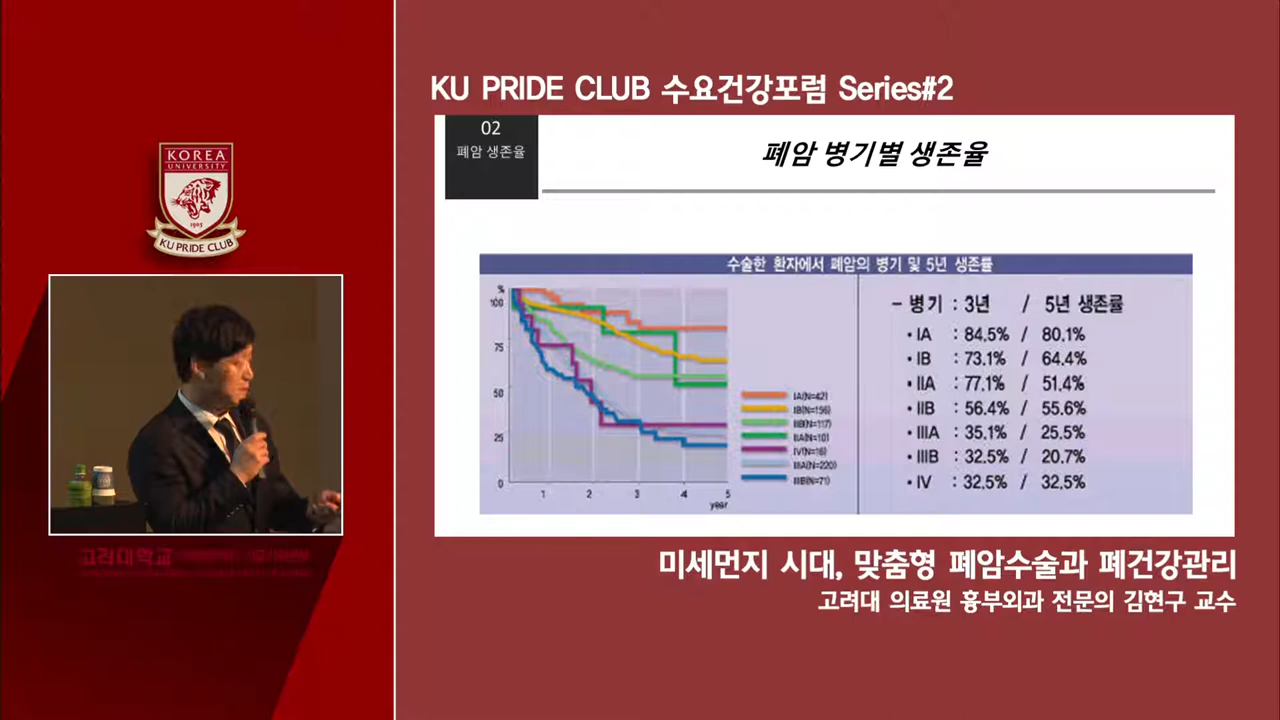 KU PRIDE CLUB 수요건강포럼 Series#2
KOREA
UNIVERSITY
1905
KU PRIDE CLUB
02
폐암 생존율
폐암 병기별 생존율
수술한 환자에서 폐암의 병기 및 5년 생존률
%
100
75
50
25
0
1
2
3
4
5
year
IA(N=42)
IB(N=156)
IIB(N=117)
IIA(N=10)
IV(N=16)
IIIA(N=220)
IIIB(N=71)
- 병기 : 3년 / 5년 생존률
• IA : 84.5% / 80.1%
• IB : 73.1% / 64.4%
• IIA : 77.1% / 51.4%
• IIB : 56.4% / 55.6%
• IIIA : 35.1% / 25.5%
• IIIB : 32.5% / 20.7%
• IV : 32.5% / 32.5%
고려대학교
미세먼지 시대, 맞춤형 폐암수술과 폐건강관리
고려대 의료원 흉부외과 전문의 김현구 교수